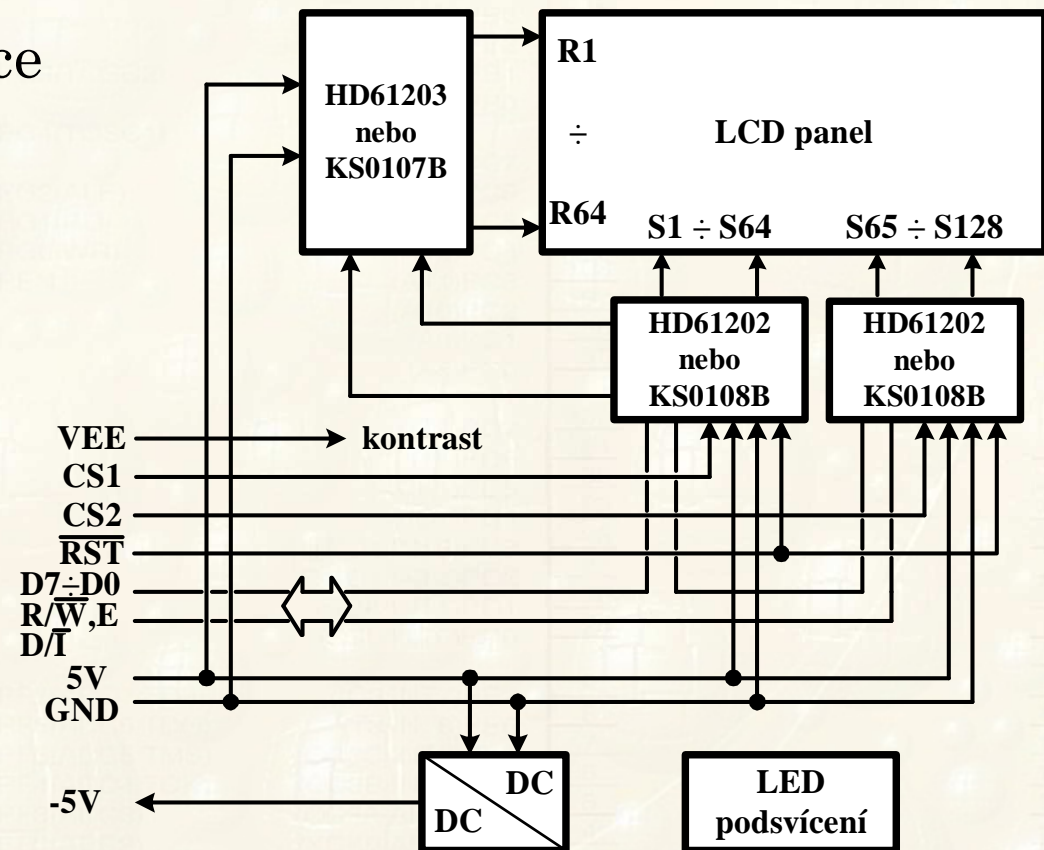 ce
HD61203
nebo
KS0107B
R1
÷
R64
LCD panel
S1 ÷ S64
S65 ÷ S128
HD61202
nebo
KS0108B
HD61202
nebo
KS0108B
VEE
kontrast
CS1
CS2
R̅S̅T̅
D7÷D0
R/W̅,E
D/I̅
5V
GND
-5V
DC
DC
LED
podsvícení